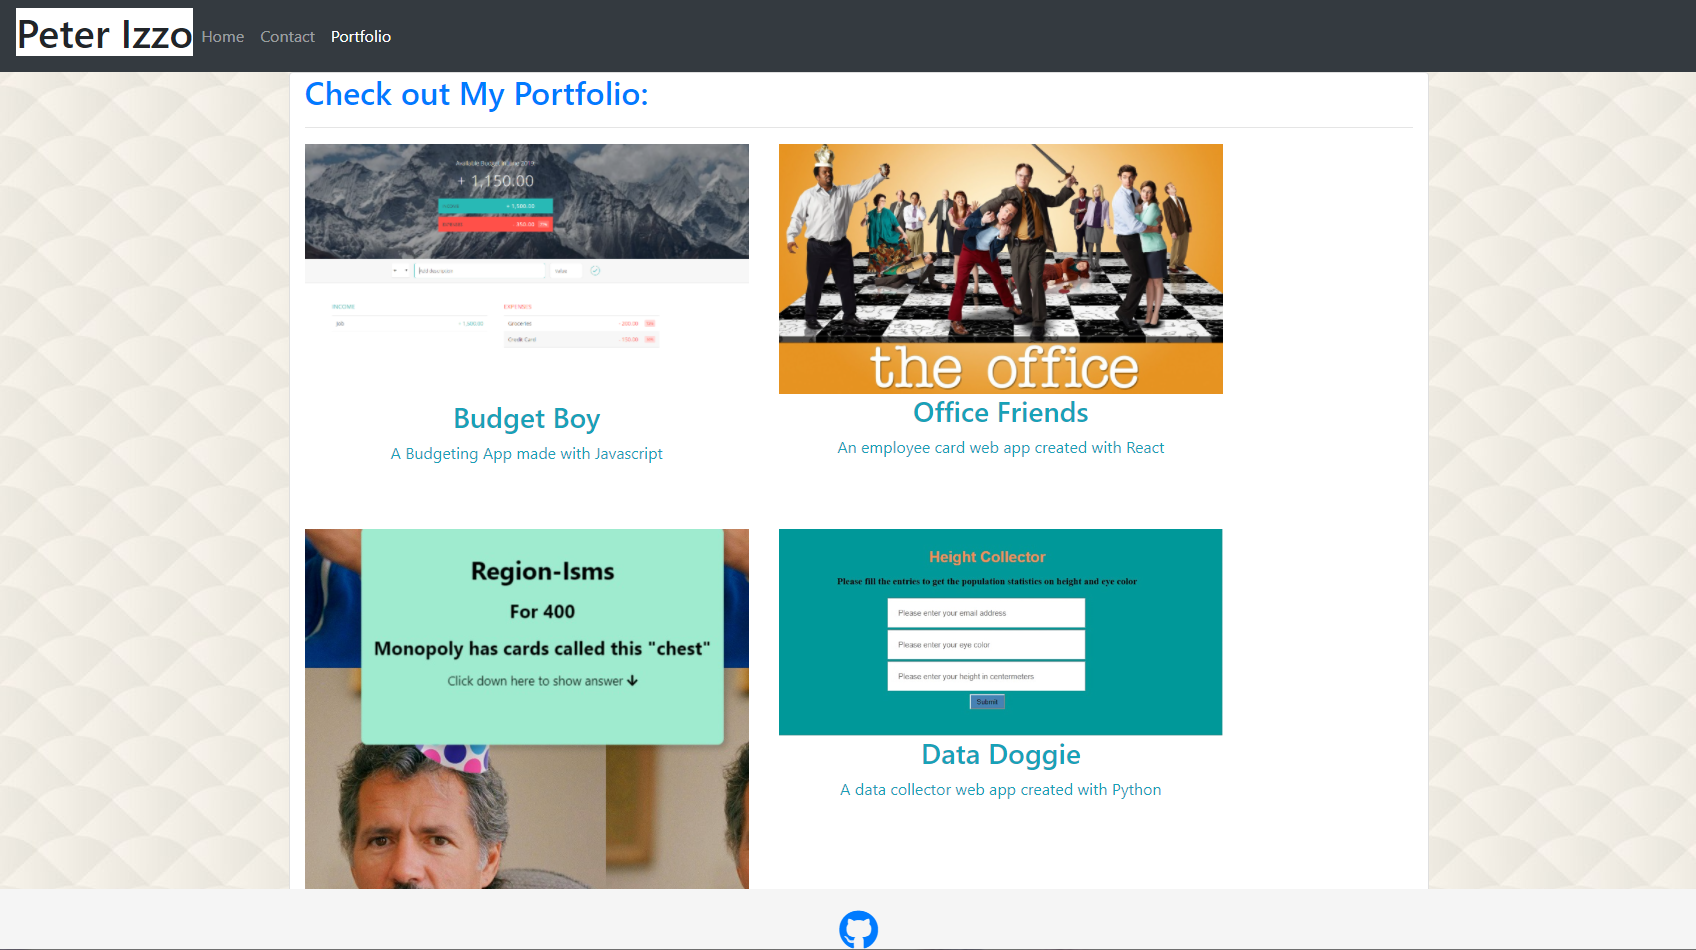 Peter Izzo Home Contact Portfolio
Check out My Portfolio:
Available Budget in June 2019:
+ 1,150.00
INCOME + 1,500.00
EXPENSES - 350.00 23%
Add description Value
INCOME EXPENSES
Job + 1,500.00 Groceries - 200.00
Credit Card - 150.00
the office
Budget Boy
A Budgeting App made with Javascript
Office Friends
An employee card web app created with React
Region-Isms
For 400
Monopoly has cards called this "chest"
Click down here to show answer
Height Collector
Please fill the entries to get the population statistics on height and eye color
Please enter your email address
Please enter your eye color
Please enter your height in centermeters
Submit
Data Doggie
A data collector web app created with Python